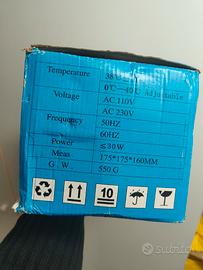 Temperature 38℃
0℃—40℃ Adjustable
Voltage AC 110V
AC 230V
Frequency 50HZ
60HZ
Power ≤30W
Meas 175*175*160MM
G . W 550 G
10
subito